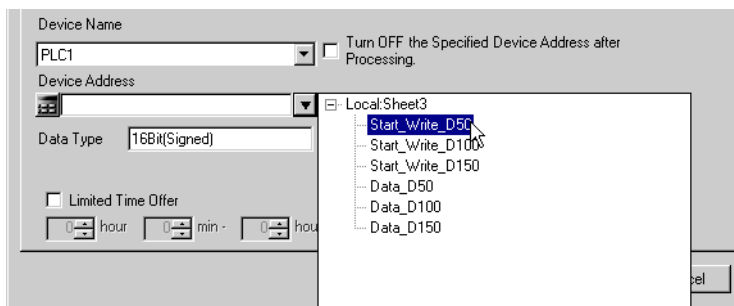 Device Name
PLC1
Turn OFF the Specified Device Address after
Processing.
Device Address
Local:Sheet3
Start_Write_D50
Start_Write_D100
Start_Write_D150
Data_D50
Data_D100
Data_D150
Data Type 16Bit(Signed)
Limited Time Offer
0 hour 0 min - 0 hou
cel